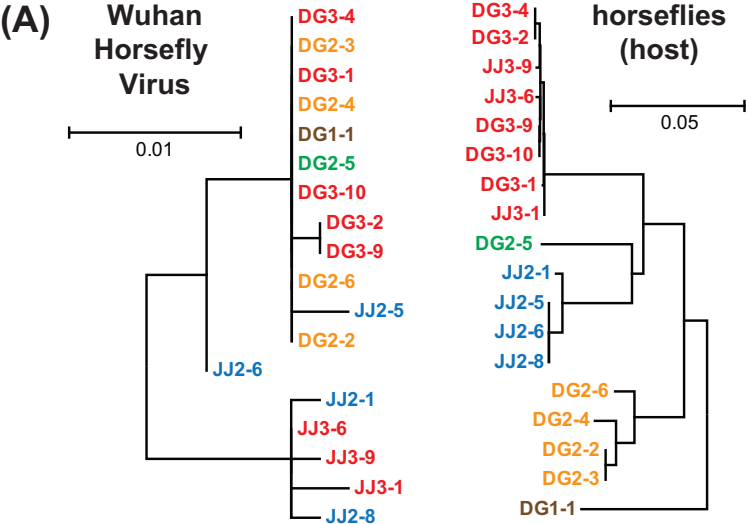 (A)
Wuhan
Horsefly
Virus
0.01
DG3-4
DG2-3
DG3-1
DG2-4
DG1-1
DG2-5
DG3-10
DG3-2
DG3-9
DG2-6
JJ2-5
DG2-2
JJ2-6
JJ2-1
JJ3-6
JJ3-9
JJ3-1
JJ2-8
horseflies
(host)
0.05
DG3-4
DG3-2
JJ3-9
JJ3-6
DG3-9
DG3-10
DG3-1
JJ3-1
DG2-5
JJ2-1
JJ2-5
JJ2-6
JJ2-8
DG2-6
DG2-4
DG2-2
DG2-3
DG1-1